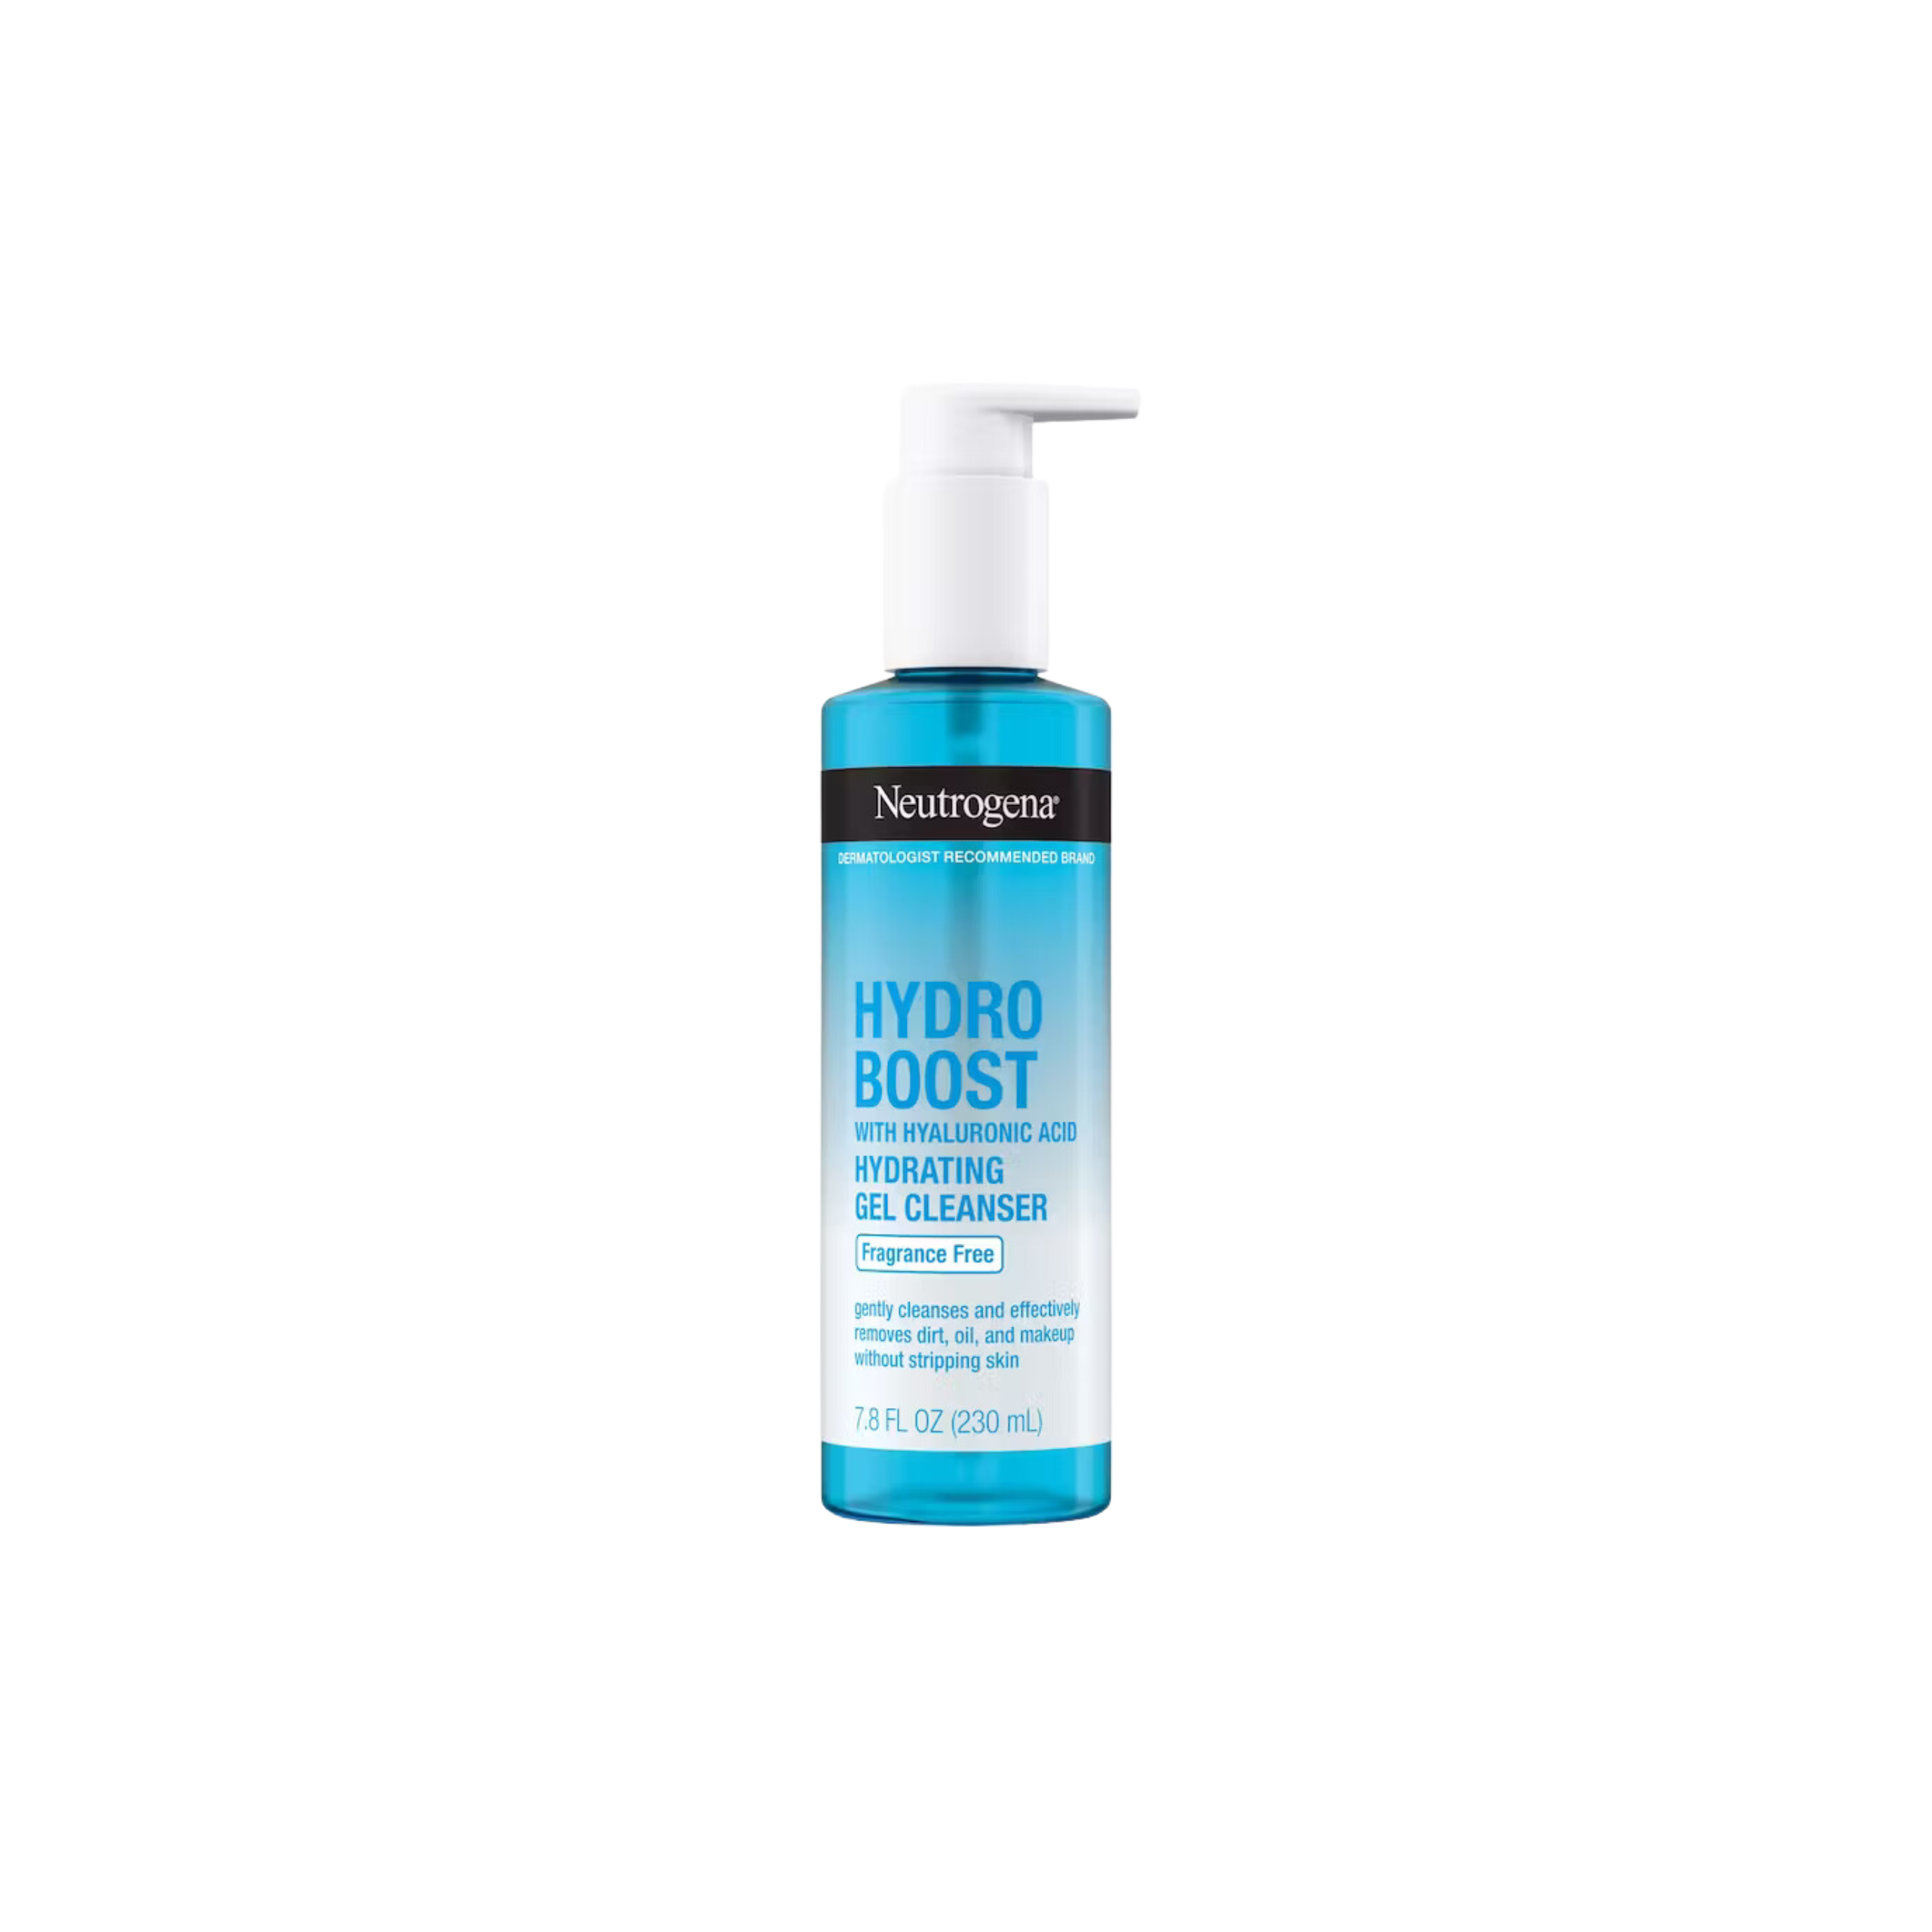 Neutrogena®
DERMATOLOGIST RECOMMENDED BRAND
HYDRO
BOOST
WITH HYALURONIC ACID
HYDRATING
GEL CLEANSER
Fragrance Free
gently cleanses and effectively
removes dirt, oil, and makeup
without stripping skin
7.8 FL OZ (230 mL)